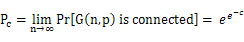 P_c = lim_{n→∞} Pr[G(n,p) is connected] = e^{e^{-c}}